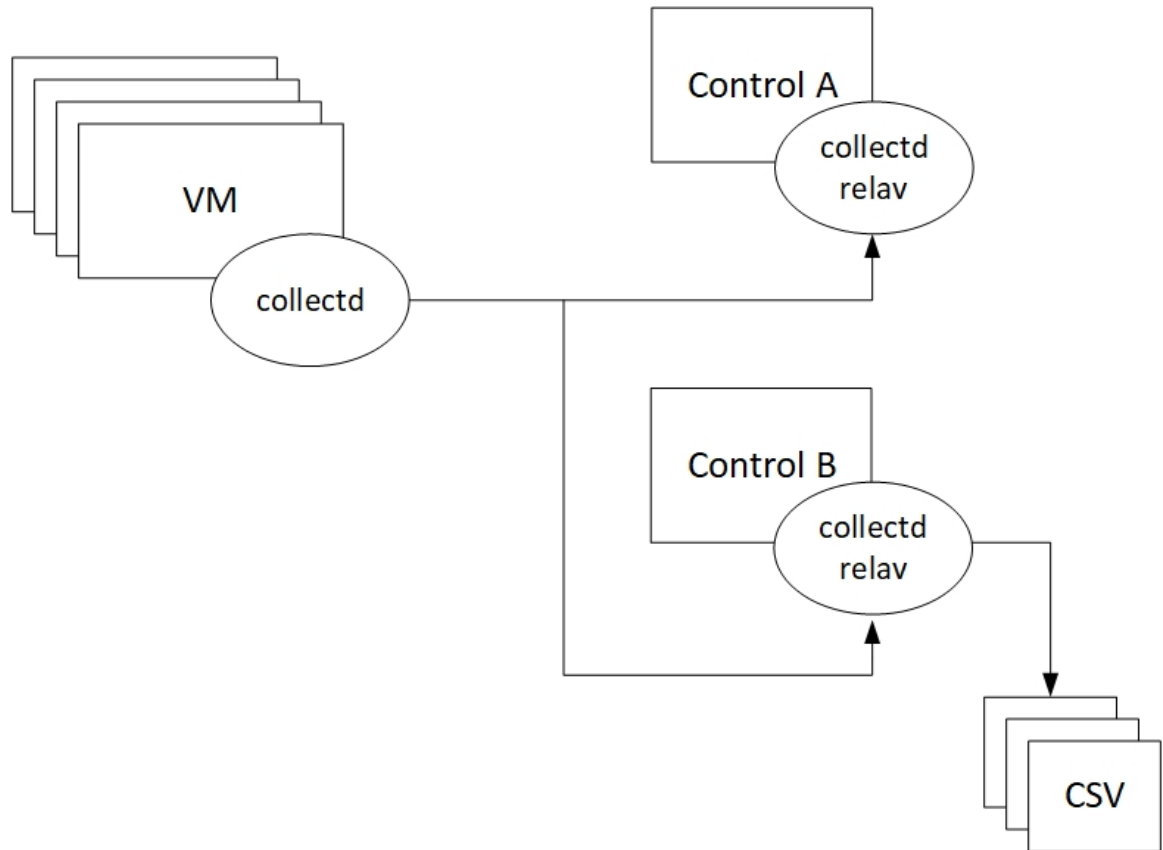 Control A
collectd
relav
VM
collectd
Control B
collectd
relav
CSV